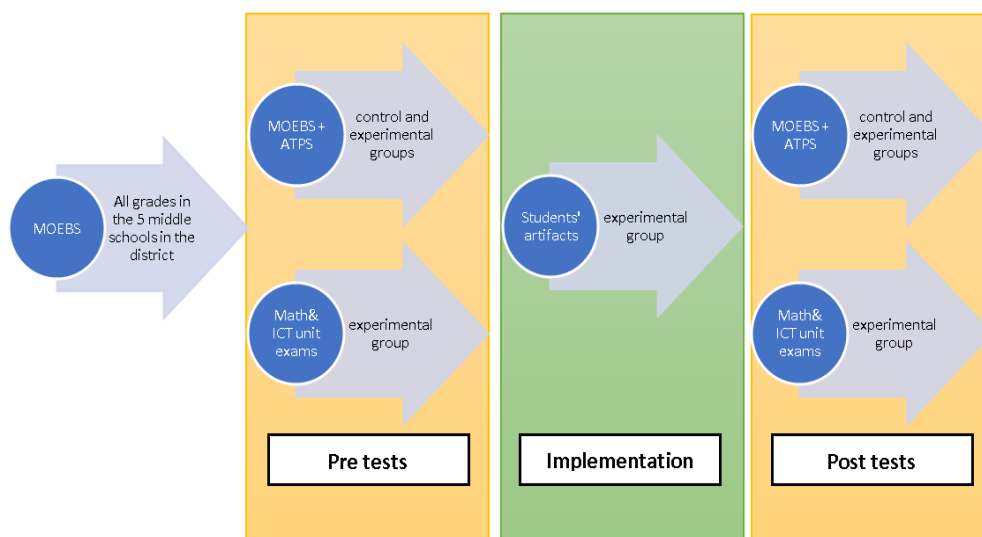 MOEBS
All grades in
the 5 middle
schools in the
district
MOEBS +
ATPS
control and
experimental
groups
Math&
ICT unit
exams
experimental
group
Pre tests
Students'
artifacts
experimental
group
Implementation
MOEBS +
ATPS
control and
experimental
groups
Math&
ICT unit
exams
experimental
group
Post tests